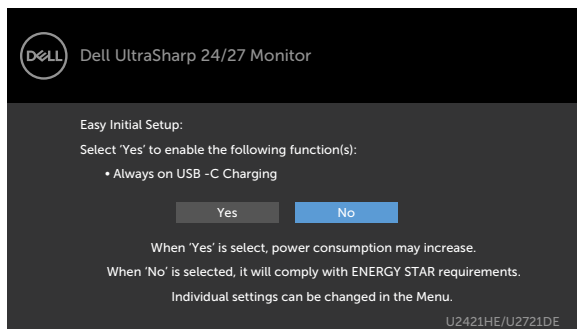 DELL
Dell UltraSharp 24/27 Monitor
Easy Initial Setup:
Select ‘Yes’ to enable the following function(s):
• Always on USB -C Charging
Yes No
When ‘Yes’ is select, power consumption may increase.
When ‘No’ is selected, it will comply with ENERGY STAR requirements.
Individual settings can be changed in the Menu.
U2421HE/U2721DE